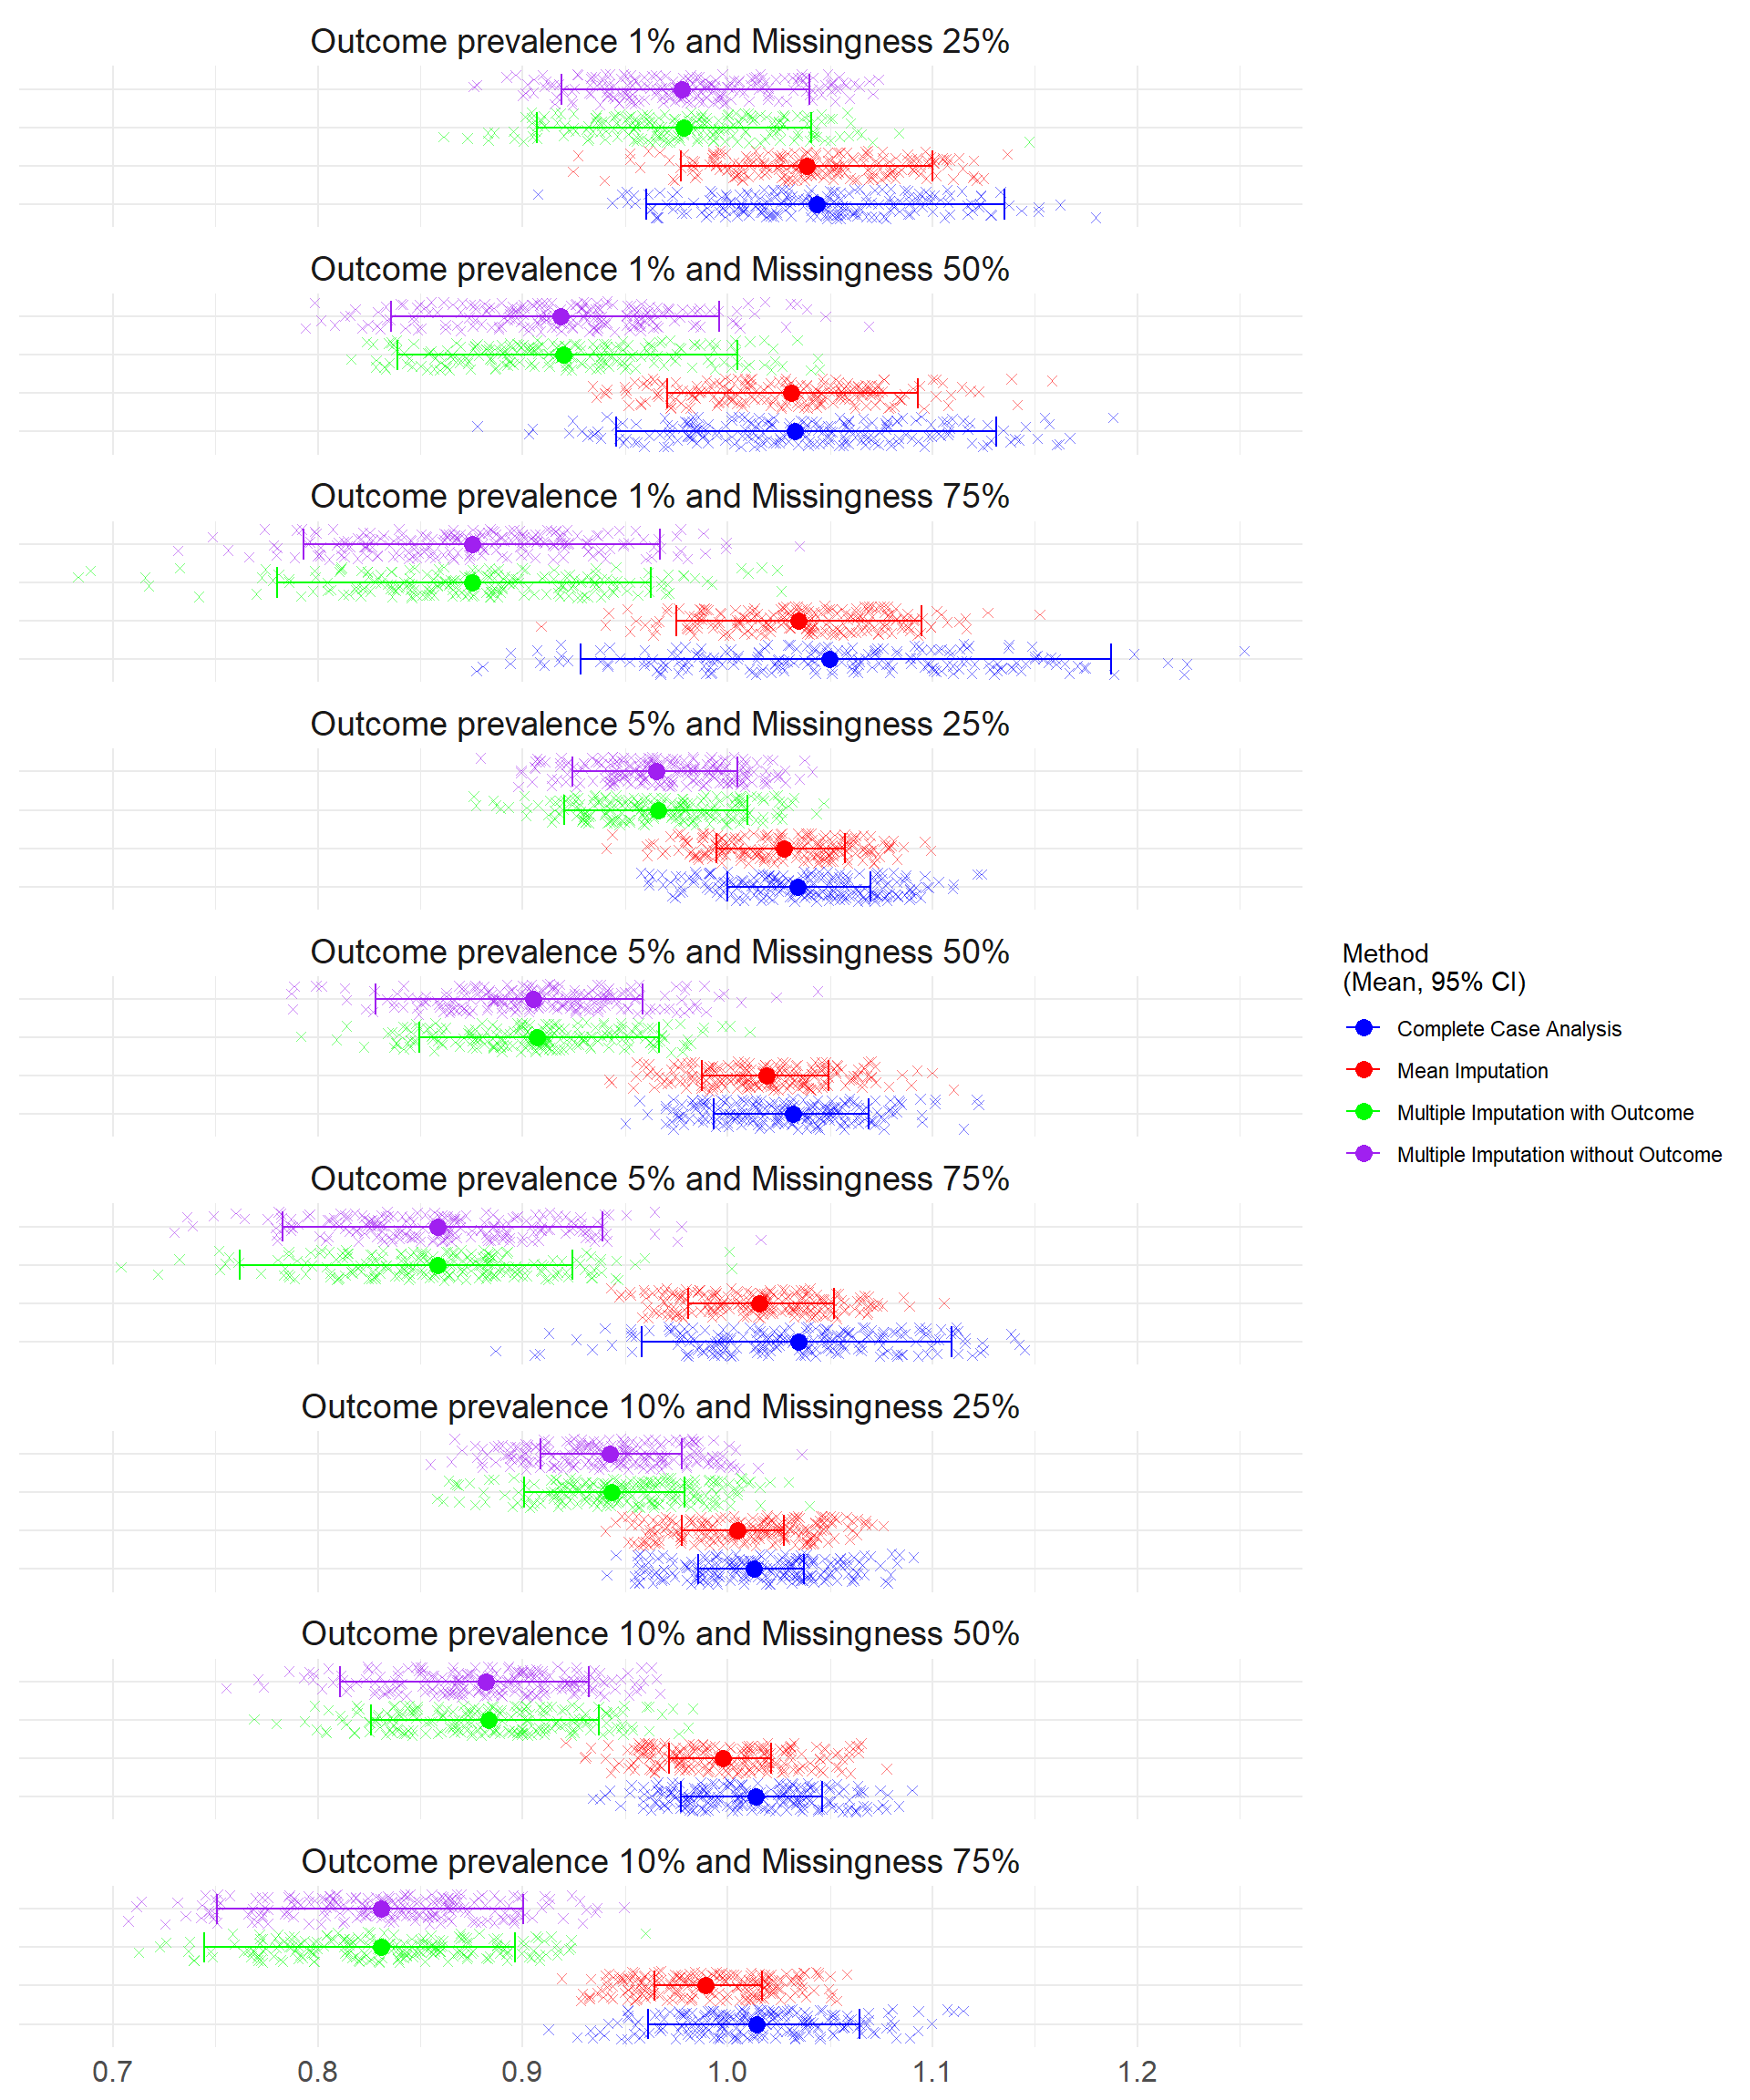 Outcome prevalence 1% and Missingness 25%
Outcome prevalence 1% and Missingness 50%
Outcome prevalence 1% and Missingness 75%
Outcome prevalence 5% and Missingness 25%
Outcome prevalence 5% and Missingness 50%
Outcome prevalence 5% and Missingness 75%
Outcome prevalence 10% and Missingness 25%
Outcome prevalence 10% and Missingness 50%
Outcome prevalence 10% and Missingness 75%
0.7 0.8 0.9 1.0 1.1 1.2
Method
(Mean, 95% CI)
Complete Case Analysis
Mean Imputation
Multiple Imputation with Outcome
Multiple Imputation without Outcome